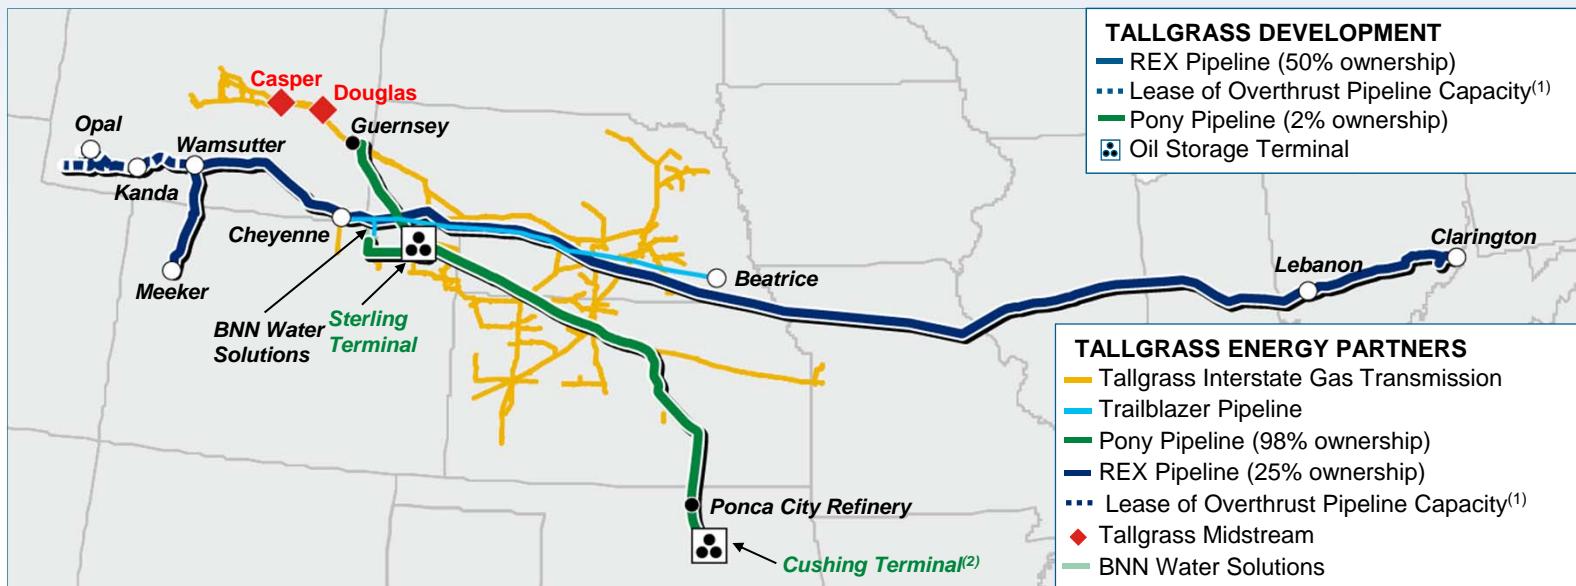 TALLGRASS DEVELOPMENT
REX Pipeline (50% ownership)
Lease of Overthrust Pipeline Capacity(1)
Pony Pipeline (2% ownership)
Oil Storage Terminal
Casper
Douglas
Opal
Guernsey
Wamsutter
Kanda
Cheyenne
Meeker
BNN Water
Solutions
Sterling
Terminal
Beatrice
Lebanon
Clarington
Ponca City Refinery
Cushing Terminal(2)
TALLGRASS ENERGY PARTNERS
Tallgrass Interstate Gas Transmission
Trailblazer Pipeline
Pony Pipeline (98% ownership)
REX Pipeline (25% ownership)
Lease of Overthrust Pipeline Capacity(1)
Tallgrass Midstream
BNN Water Solutions